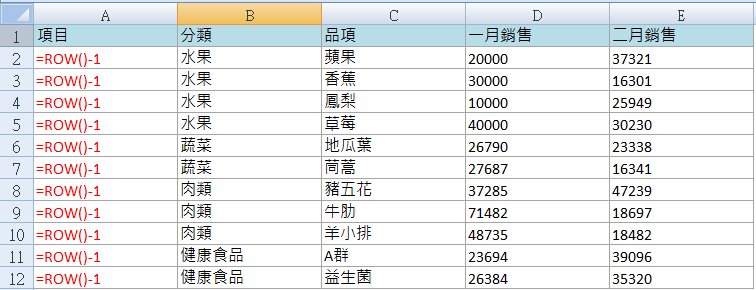 A B C D E
1 項目 分類 品項 一月銷售 二月銷售
2 =ROW()-1 水果 蘋果 20000 37321
3 =ROW()-1 水果 香蕉 30000 16301
4 =ROW()-1 水果 鳳梨 10000 25949
5 =ROW()-1 水果 草莓 40000 30230
6 =ROW()-1 蔬菜 地瓜葉 26790 23338
7 =ROW()-1 蔬菜 茼蒿 27687 16341
8 =ROW()-1 肉類 豬五花 37285 47239
9 =ROW()-1 肉類 牛肋 71482 18697
10 =ROW()-1 肉類 羊小排 48735 18482
11 =ROW()-1 健康食品 A群 23694 39096
12 =ROW()-1 健康食品 益生菌 26384 35320